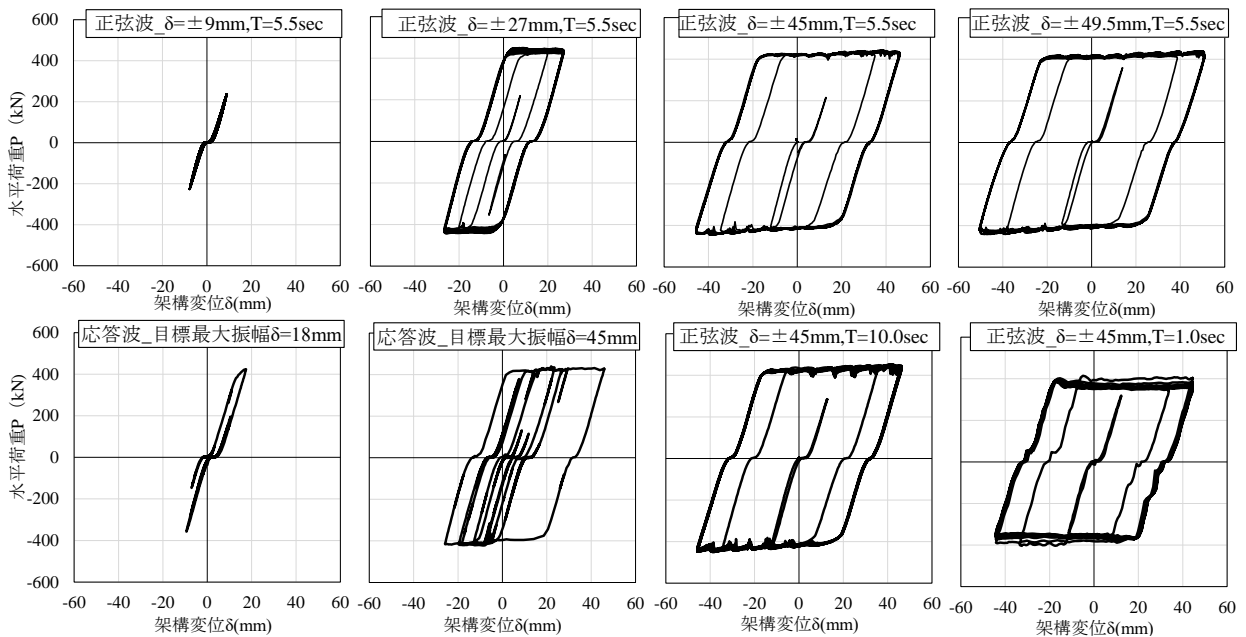 正弦波_δ=±9mm,T=5.5sec
正弦波_δ=±27mm,T=5.5sec
正弦波_δ=±45mm,T=5.5sec
正弦波_δ=±49.5mm,T=5.5sec
600
400
200
0
-200
-400
-600
水平荷重P（kN)
-60 -40 -20 0 20 40 60
-60 -40 -20 0 20 40 60
-60 -40 -20 0 20 40 60
-60 -40 -20 0 20 40 60
架構変位δ(mm)
架構変位δ(mm)
架構変位δ(mm)
架構変位δ(mm)
応答波_目標最大振幅δ=18mm
応答波_目標最大振幅δ=45mm
正弦波_δ=±45mm,T=10.0sec
正弦波_δ=±45mm,T=1.0sec
600
400
200
0
-200
-400
-600
水平荷重P（kN)
-60 -40 -20 0 20 40 60
-60 -40 -20 0 20 40 60
-60 -40 -20 0 20 40 60
-60 -40 -20 0 20 40 60
架構変位δ(mm)
架構変位δ(mm)
架構変位δ(mm)
架構変位δ(mm)